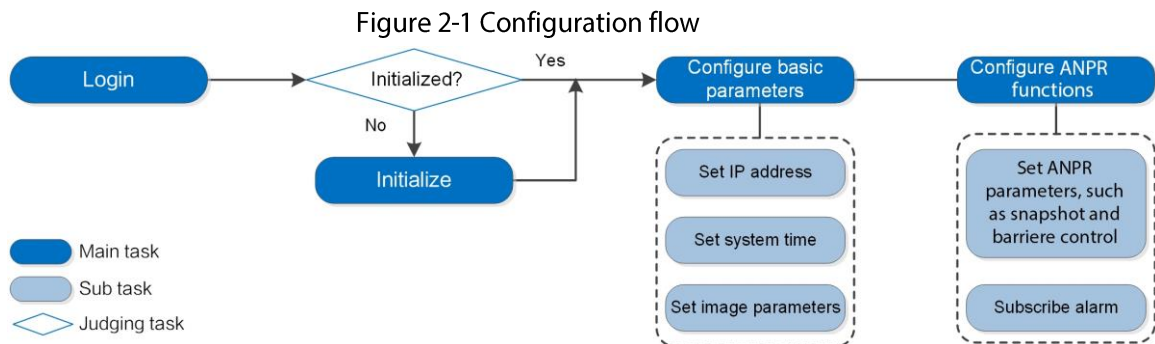 Figure 2-1 Configuration flow
Login
Initialized?
Yes
No
Initialize
Configure basic
parameters
Set IP address
Set system time
Set image parameters
Configure ANPR
functions
Set ANPR
parameters, such
as snapshot and
barriere control
Subscribe alarm
Main task
Sub task
Judging task